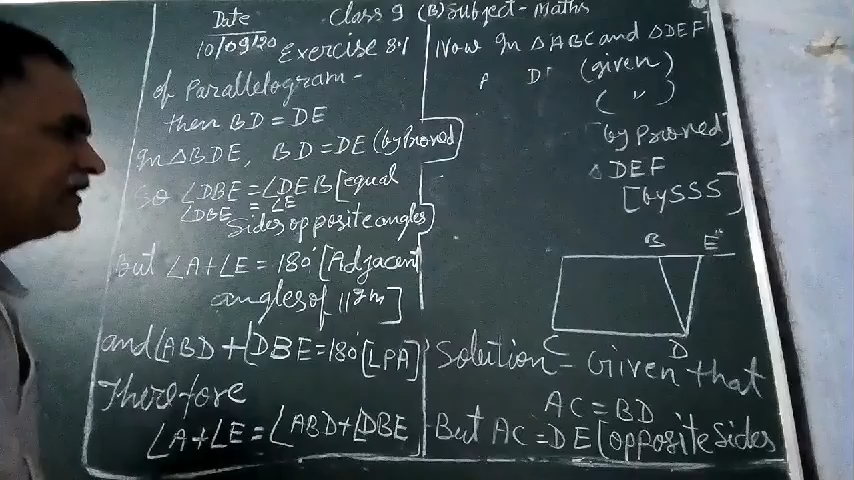 Date
10/09/20
Class 9 (B) Subject - Maths
Exercise 8.1
of Parallelogram -
then BD = DE
In △BDE, BD = DE (by Proved)
So ∠DBE = ∠DEB [equal
∠DBE = ∠E
Sides opposite angles]
But ∠A + ∠E = 180° [Adjacent
angles of ||gm]
and ∠ABD + ∠DBE = 180° [LPA]
Therefore
∠A + ∠E = ∠ABD + ∠DBE
Now In △ABC and △DEF
(given)
( " )
[by Proved]
△DEF
[by SSS]
B E
C D
Solution - Given that
AC = BD
But AC = DE [opposite Sides